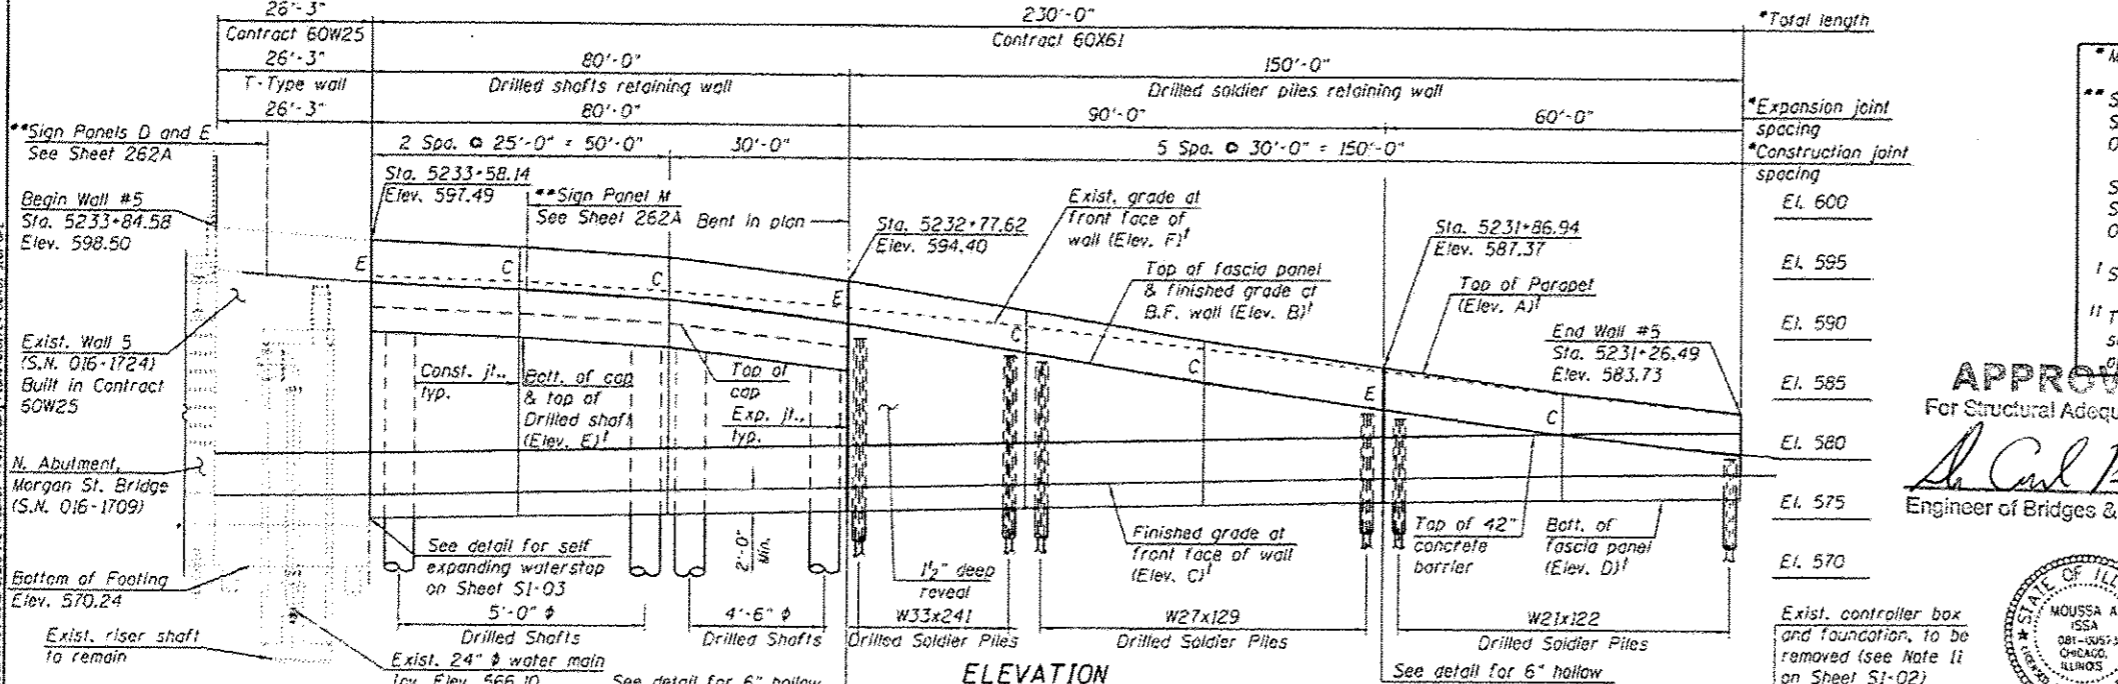 26'-3"
230'-0"
*Total length
Contract 60W25
Contract 60X61
26'-3"
80'-0"
150'-0"
T-Type wall
Drilled shafts retaining wall
Drilled soldier piles retaining wall
26'-3"
80'-0"
90'-0"
60'-0"
*Expansion joint
spacing
**Sign Panels D and E
See Sheet 262A
2 Spa. @ 25'-0" = 50'-0"
30'-0"
5 Spa. @ 30'-0" = 150'-0"
*Construction joint
spacing
Begin Wall #5
Sta. 5233+84.58
Elev. 598.50
Sta. 5233+58.14
Elev. 597.49
**Sign Panel M
See Sheet 262A
Bent in plan
Sta. 5232+77.62
Elev. 594.40
Exist. grade at
front face of
wall (Elev. F)†
Top of fascia panel
& finished grade at
B.F. wall (Elev. B)†
Sta. 5231+86.94
Elev. 587.37
Top of Parapet
(Elev. A)†
End Wall #5
Sta. 5231+26.49
Elev. 583.73
El. 600
El. 595
El. 590
El. 585
El. 580
El. 575
El. 570
E
C
C
E
C
C
E
C
Exist. Wall 5
(S.N. 016-1724)
Built in Contract
50W25
Const. jt.,
typ.
Bott. of cap
& top of
Drilled shaft
(Elev. E)†
Top of
cap
Exp. jt.,
typ.
N. Abutment,
Morgan St. Bridge
(S.N. 016-1709)
See detail for self
expanding waterstop
on Sheet S1-03
2'-0"
Min.
1½" deep
reveal
Finished grade at
front face of wall
(Elev. C)†
Top of 42"
concrete
barrier
Bott. of
fascia panel
(Elev. D)†
Bottom of Footing
Elev. 570.24
5'-0" ϕ
Drilled Shafts
4'-6" ϕ
Drilled Shafts
W33x241
Drilled Soldier Piles
W27x129
Drilled Soldier Piles
W21x122
Drilled Soldier Piles
Exist. riser shaft
to remain
Exist. 24" ϕ water main
Inv. Elev. 566.10
See detail for 6" hollow
ELEVATION
See detail for 6" hollow
Exist. controller box
and foundation, to be
removed (see Note 11
on Sheet S1-02)
APPROV
For Structural Adequ
Engineer of Bridges &
STATE OF ILL
MOUSSA A
ISSA
CHICAGO,
ILLINOIS